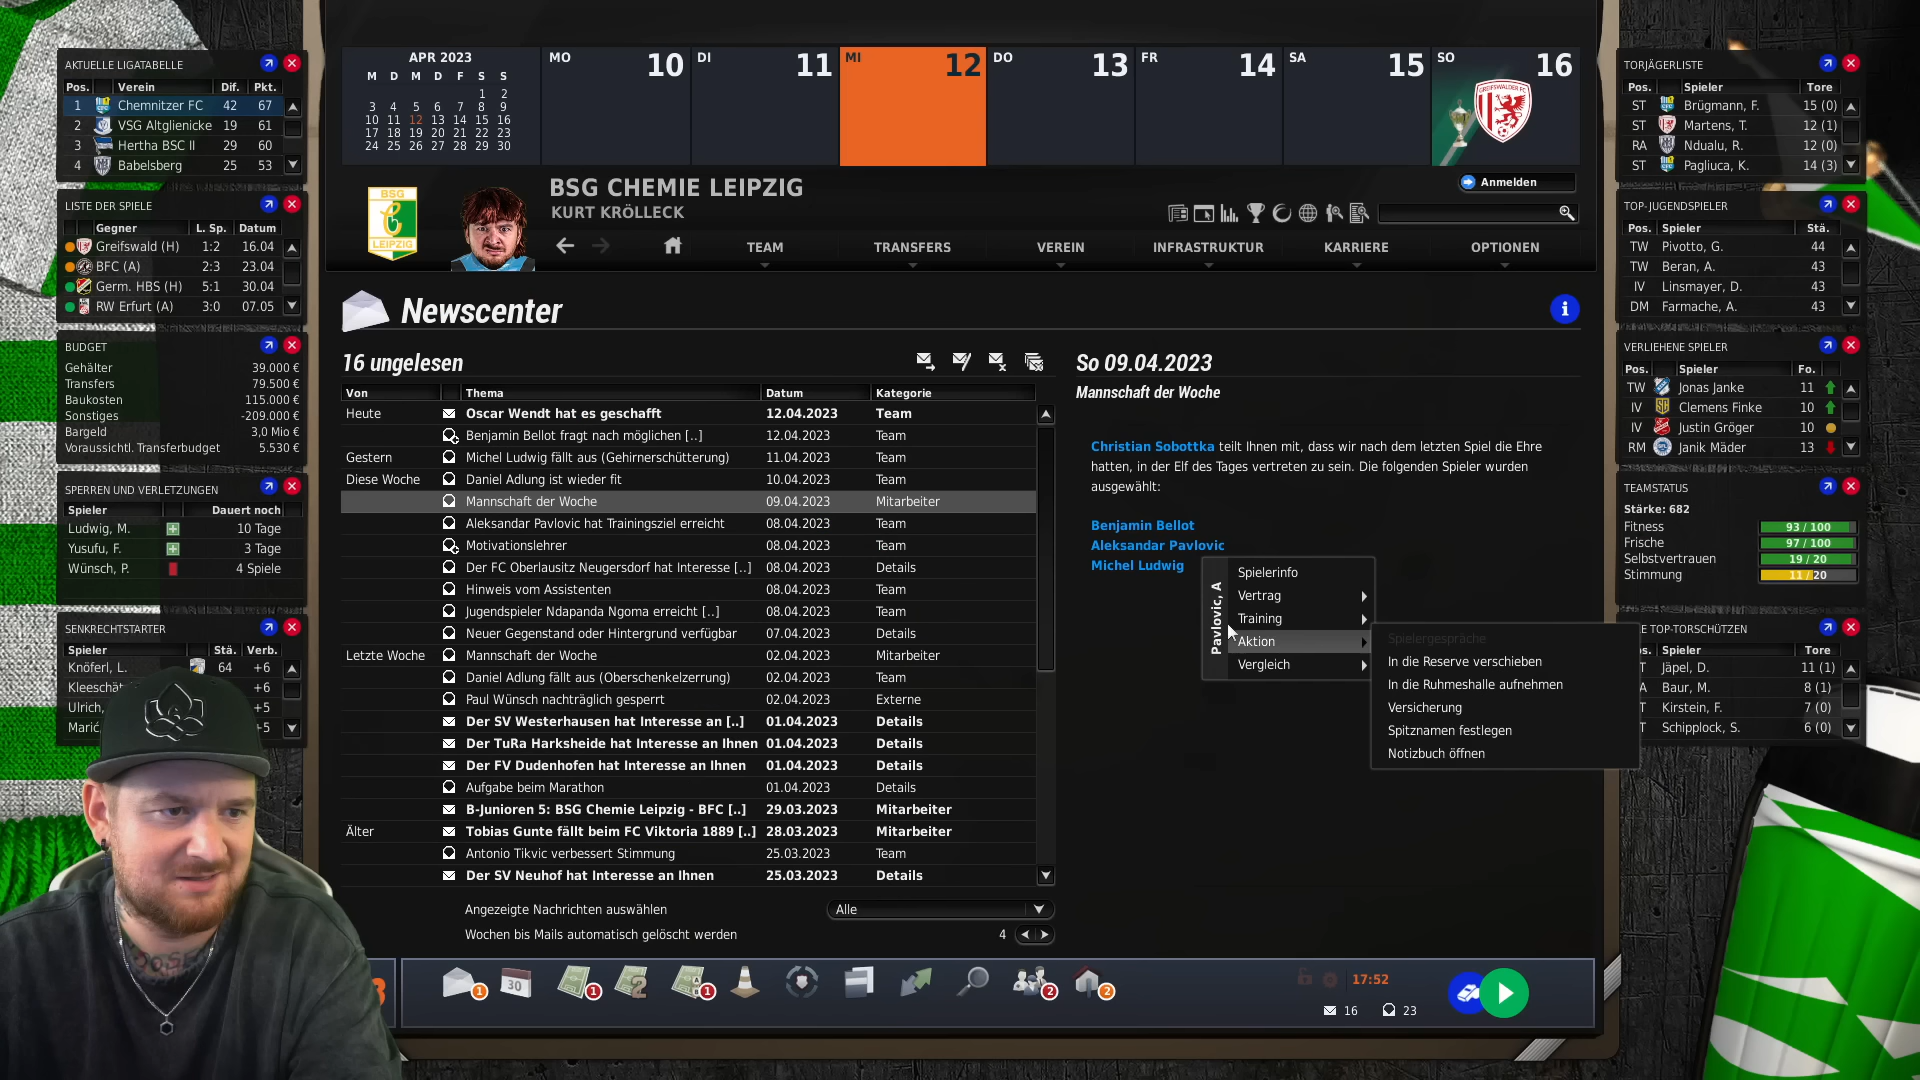 AKTUELLE LIGATABELLE
Pos. Verein Dif. Pkt.
1 Chemnitzer FC 42 67
2 VSG Altglienicke 19 61
3 Hertha BSC II 29 60
4 Babelsberg 25 53
LISTE DER SPIELE
Gegner L. Sp. Datum
Greifswald (H) 1:2 16.04
BFC (A) 2:3 23.04
Germ. HBS (H) 5:1 30.04
RW Erfurt (A) 3:0 07.05
BUDGET
Gehälter 39.000 €
Transfers 79.500 €
Baukosten 115.000 €
Sonstiges -209.000 €
Bargeld 3,0 Mio €
Voraussichtl. Transferbudget 5.530 €
SPERREN UND VERLETZUNGEN
Spieler Dauert noch
Ludwig, M. 10 Tage
Yusufu, F. 3 Tage
Wünsch, P. 4 Spiele
SENKRECHTSTARTER
Spieler Stä. Verb.
Knöferl, L. 64 +6
Kleeschät +6
Ulrich, +5
Marić +5
APR 2023
M D M D F S S
1 2
3 4 5 6 7 8 9
10 11 12 13 14 15 16
17 18 19 20 21 22 23
24 25 26 27 28 29 30
MO 10 DI 11 MI 12 DO 13 FR 14 SA 15 SO 16
GREIFSWALDER FC
BSG
LEIPZIG
BSG CHEMIE LEIPZIG
KURT KRÖLLECK
Anmelden
TEAM TRANSFERS VEREIN INFRASTRUKTUR KARRIERE OPTIONEN
Newscenter
i
16 ungelesen
Von Thema Datum Kategorie
Heute Oscar Wendt hat es geschafft 12.04.2023 Team
Benjamin Bellot fragt nach möglichen [..] 12.04.2023 Team
Gestern Michel Ludwig fällt aus (Gehirnerschütterung) 11.04.2023 Team
Diese Woche Daniel Adlung ist wieder fit 10.04.2023 Team
Mannschaft der Woche 09.04.2023 Mitarbeiter
Aleksandar Pavlovic hat Trainingsziel erreicht 08.04.2023 Team
Motivationslehrer 08.04.2023 Team
Der FC Oberlausitz Neugersdorf hat Interesse [..] 08.04.2023 Details
Hinweis vom Assistenten 08.04.2023 Team
Jugendspieler Ndapanda Ngoma erreicht [..] 08.04.2023 Team
Neuer Gegenstand oder Hintergrund verfügbar 07.04.2023 Details
Letzte Woche Mannschaft der Woche 02.04.2023 Mitarbeiter
Daniel Adlung fällt aus (Oberschenkelzerrung) 02.04.2023 Team
Paul Wünsch nachträglich gesperrt 02.04.2023 Externe
Der SV Westerhausen hat Interesse an [..] 01.04.2023 Details
Der TuRa Harksheide hat Interesse an Ihnen 01.04.2023 Details
Der FV Dudenhofen hat Interesse an Ihnen 01.04.2023 Details
Aufgabe beim Marathon 01.04.2023 Details
B-Junioren 5: BSG Chemie Leipzig - BFC [..] 29.03.2023 Mitarbeiter
Älter Tobias Gunte fällt beim FC Viktoria 1889 [..] 28.03.2023 Mitarbeiter
Antonio Tikvic verbessert Stimmung 25.03.2023 Team
Der SV Neuhof hat Interesse an Ihnen 25.03.2023 Details
Angezeigte Nachrichten auswählen Alle
Wochen bis Mails automatisch gelöscht werden 4
So 09.04.2023
Mannschaft der Woche
Christian Sobottka teilt Ihnen mit, dass wir nach dem letzten Spiel die Ehre
hatten, in der Elf des Tages vertreten zu sein. Die folgenden Spieler wurden
ausgewählt:
Benjamin Bellot
Aleksandar Pavlovic
Michel Ludwig
Pavlovic, A
Spielerinfo
Vertrag
Training
Aktion
Vergleich
Spielergespräche
In die Reserve verschieben
In die Ruhmeshalle aufnehmen
Versicherung
Spitznamen festlegen
Notizbuch öffnen
TORJÄGERLISTE
Pos. Spieler Tore
ST Brügmann, F. 15 (0)
ST Martens, T. 12 (1)
RA Ndualu, R. 12 (0)
ST Pagliuca, K. 14 (3)
TOP-JUGENDSPIELER
Pos. Spieler Stä.
TW Pivotto, G. 44
TW Beran, A. 43
IV Linsmayer, D. 43
DM Farmache, A. 43
VERLIEHENE SPIELER
Pos. Spieler Fo.
TW Jonas Janke 11
IV Clemens Finke 10
IV Justin Gröger 10
RM Janik Mäder 13
TEAMSTATUS
Stärke: 682
Fitness 93 / 100
Frische 97 / 100
Selbstvertrauen 19 / 20
Stimmung 11 / 20
TOP-TORSCHÜTZEN
Spieler Tore
Jäpel, D. 11 (1)
Baur, M. 8 (1)
Kirstein, F. 7 (0)
Schipplock, S. 6 (0)
1 30 1 2 1 2 2
17:52
16 23